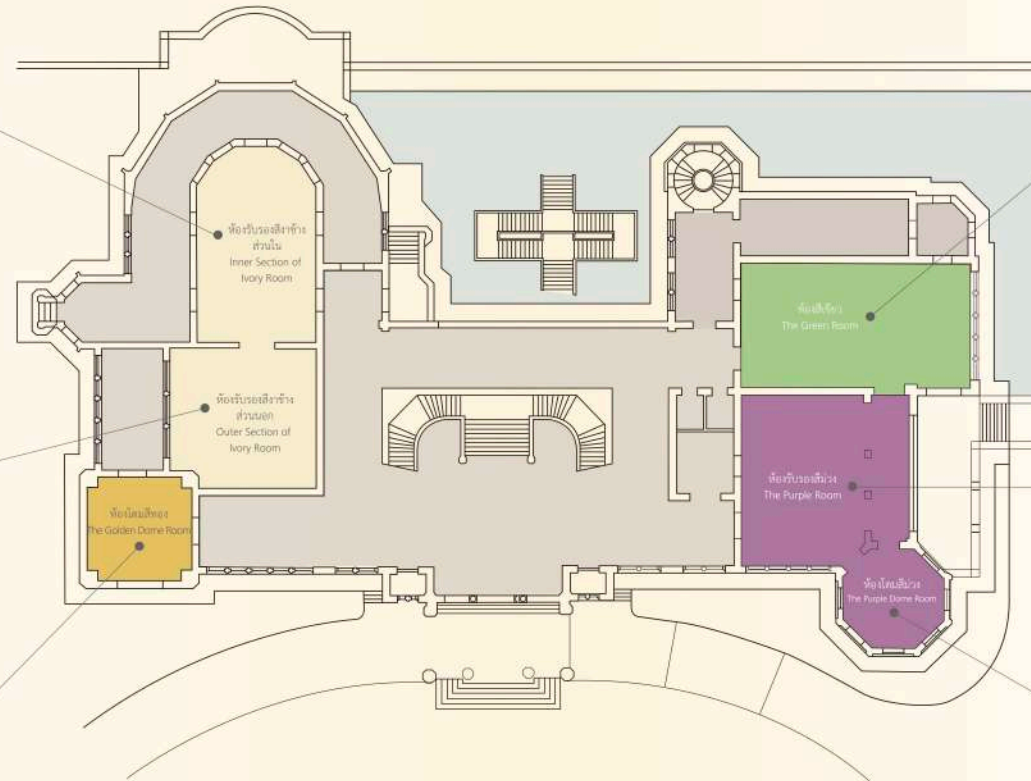 ห้องรับรองสีงาช้าง
ส่วนใน
Inner Section of
Ivory Room
ห้องสีเขียว
The Green Room
ห้องรับรองสีงาช้าง
ส่วนนอก
Outer Section of
Ivory Room
ห้องรับรองสีม่วง
The Purple Room
ห้องโดมสีทอง
The Golden Dome Room
ห้องโดมสีม่วง
The Purple Dome Room